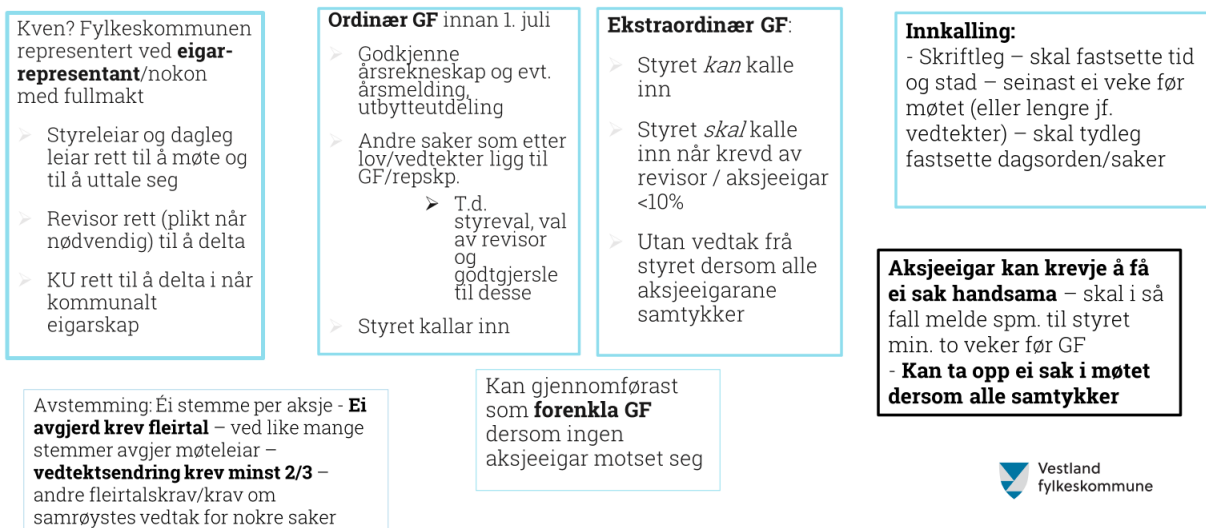 Kven? Fylkeskommunen
representert ved eigar-
representant/nokon
med fullmakt
Styreleiar og dagleg
leiar rett til å møte og
til å uttale seg
Revisor rett (plikt når
nødvendig) til å delta
KU rett til å delta i når
kommunalt
eigarskap
Ordinær GF innan 1. juli
Godkjenne
årsrekneskap og evt.
årsmelding,
utbytteutdeling
Andre saker som etter
lov/vedtekter ligg til
GF/repskp.
T.d.
styreval, val
av revisor
og
godtgjersle
til desse
Styret kallar inn
Ekstraordinær GF:
Styret kan kalle
inn
Styret skal kalle
inn når krevd av
revisor / aksjeeigar
<10%
Utan vedtak frå
styret dersom alle
aksjeeigarane
samtykker
Innkalling:
- Skriftleg – skal fastsette tid
og stad – seinast ei veke før
møtet (eller lengre jf.
vedtekter) – skal tydleg
fastsette dagsorden/saker
Aksjeeigar kan krevje å få
ei sak handsama – skal i så
fall melde spm. til styret
min. to veker før GF
- Kan ta opp ei sak i møtet
dersom alle samtykker
Avstemming: Éi stemme per aksje - Ei
avgjerd krev fleirtal – ved like mange
stemmer avgjer møteleiar –
vedtektsendring krev minst 2/3 –
andre fleirtalskrav/krav om
samrøystes vedtak for nokre saker
Kan gjennomførast
som forenkla GF
dersom ingen
aksjeeigar motset seg
Vestland
fylkeskommune